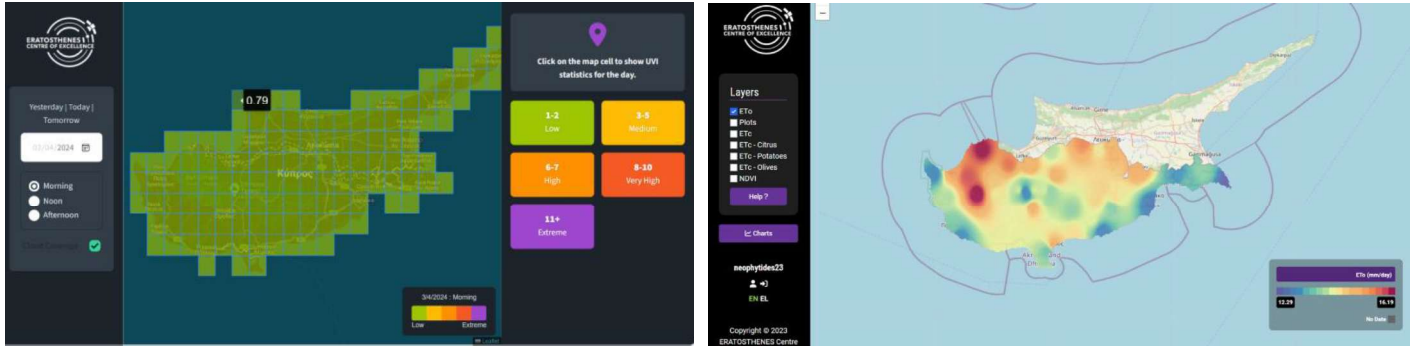 ERATOSTHENES
CENTRE OF EXCELLENCE
Yesterday | Today |
Tomorrow
2024
Morning
Noon
Afternoon
Cloud Coverage
0.79
Κύπρος
Click on the map cell to show UVI
statistics for the day.
1-2
Low
3-5
Medium
6-7
High
8-10
Very High
11+
Extreme
3/4/2024 : Morning
Low Extreme
Leaflet
ERATOSTHENES
CENTRE OF EXCELLENCE
Layers
ETo
Plots
ETc
ETc - Citrus
ETc - Potatoes
ETc - Olives
NDVI
Help ?
Charts
neophytides23
EN EL
Copyright © 2023
ERATOSTHENES Centre
ETo (mm/day)
12.29 16.19
No Data